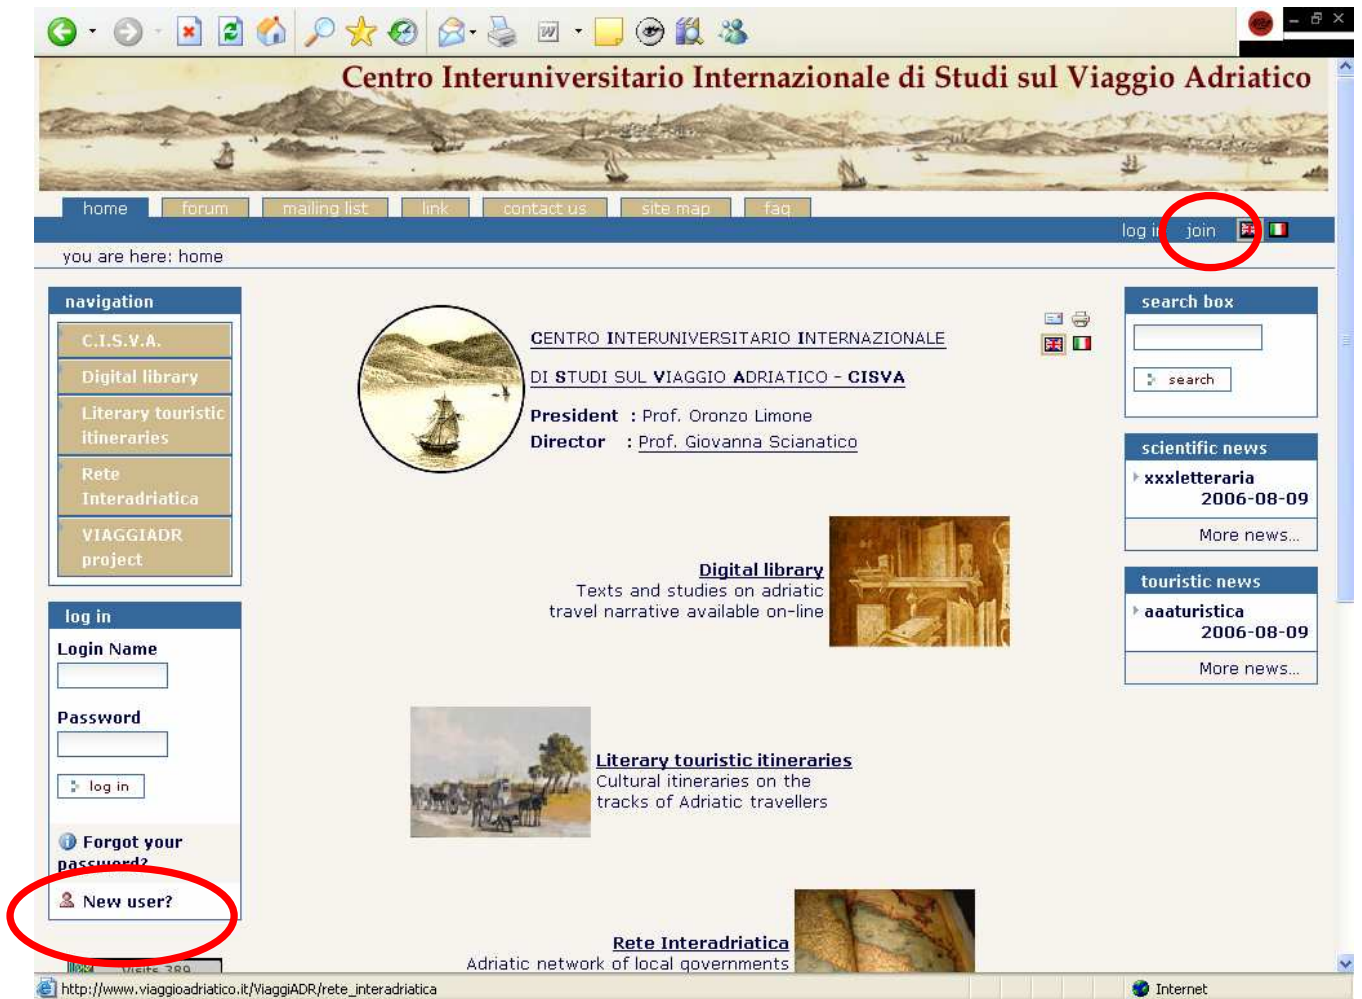 Centro Interuniversitario Internazionale di Studi sul Viaggio Adriatico
home forum mailing list link contact us site map faq
log in join
you are here: home
navigation
C.I.S.V.A.
Digital library
Literary touristic
itineraries
Rete
Interadriatica
VIAGGIADR
project
log in
Login Name
Password
log in
Forgot your
password?
New user?
Visits 389
CENTRO INTERUNIVERSITARIO INTERNAZIONALE
DI STUDI SUL VIAGGIO ADRIATICO - CISVA
President : Prof. Oronzo Limone
Director : Prof. Giovanna Scianatico
Digital library
Texts and studies on adriatic
travel narrative available on-line
Literary touristic itineraries
Cultural itineraries on the
tracks of Adriatic travellers
Rete Interadriatica
Adriatic network of local governments
search box
search
scientific news
xxxletteraria
2006-08-09
More news...
touristic news
aaaturistica
2006-08-09
More news...
http://www.viaggioadriatico.it/ViaggiADR/rete_interadriatica
Internet